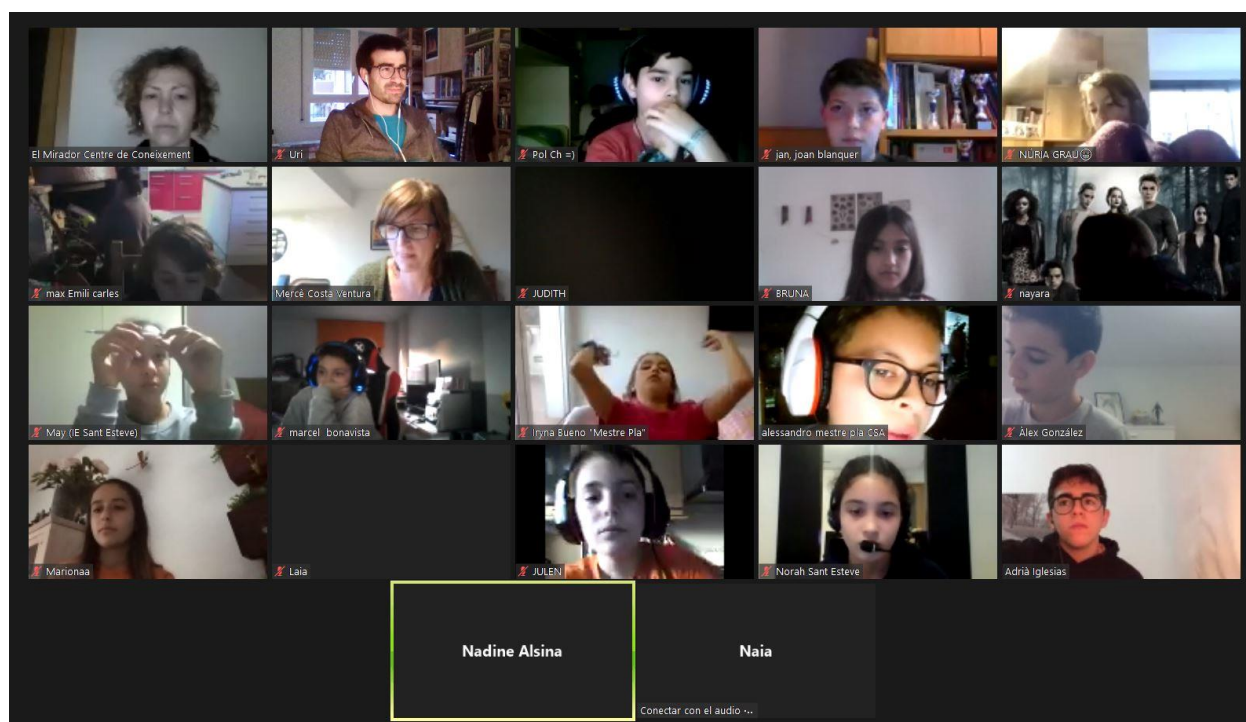 El Mirador Centre de Coneixement
Uri
Pol Ch =)
jan, joan blanquer
NÚRIA GRAU
max Emili carles
Mercé Costa Ventura
JUDITH
BRUNA
nayara
May (IE Sant Esteve)
marcel bonavista
Iryna Bueno "Mestre Pla"
alessandro mestre pla CSA
Àlex González
Marionaa
Laia
JULEN
Norah Sant Esteve
Adrià Iglesias
Nadine Alsina
Naia
Conectar con el audio ·..